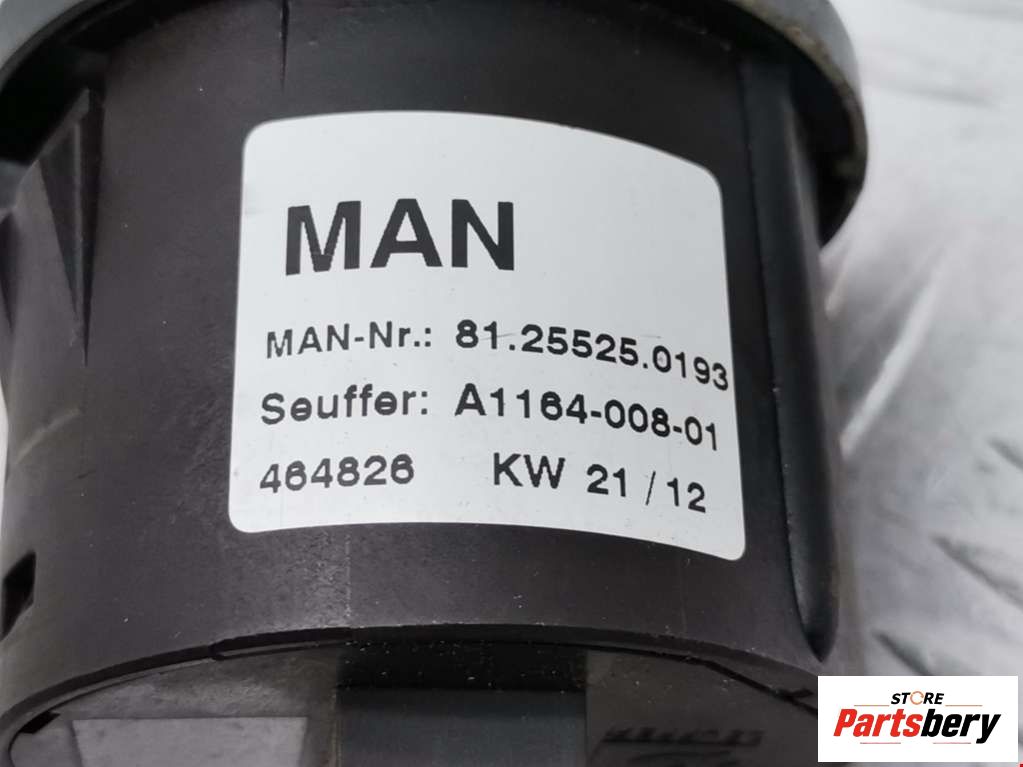 MAN
MAN-Nr.: 81.25525.0193
Seuffer: A1164-008-01
464826 KW 21 / 12
STORE
Partsbery